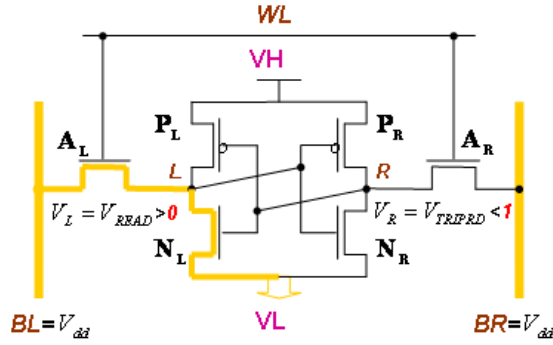 WL
VH
P_L
P_R
A_L
A_R
L
R
V_L = V_READ >0
V_R = V_TRIPRD <1
N_L
N_R
BL=V_dd
VL
BR=V_dd